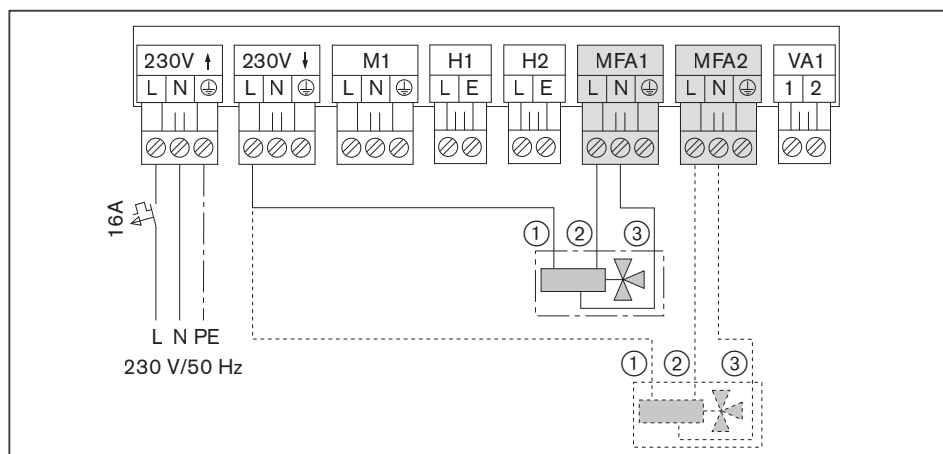 230V ↑ 230V ↓ M1 H1 H2 MFA1 MFA2 VA1
L N ⏚ L N ⏚ L N ⏚ L E L E L N ⏚ L N ⏚ 1 2
16A
① ② ③
L N PE
230 V/50 Hz
① ② ③